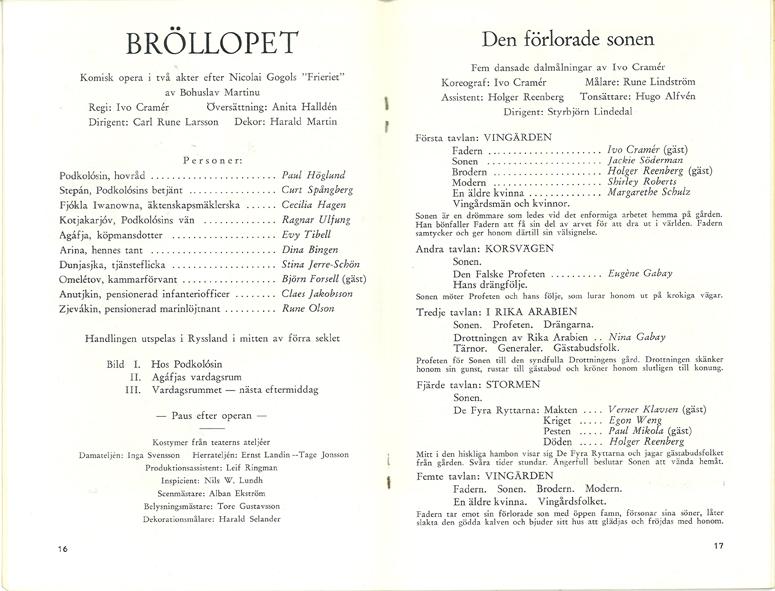 BRÖLLOPET
Komisk opera i två akter efter Nicolai Gogols "Frieriet"
av Bohuslav Martinu
Regi: Ivo Cramér Översättning: Anita Halldén
Dirigent: Carl Rune Larsson Dekor: Harald Martin
Personer:
Podkolósin, hovråd ........................ Paul Höglund
Stepán, Podkolósins betjänt ................ Curt Spångberg
Fjókla Iwanowna, äktenskapsmäklerska ...... Cecilia Hagen
Kotjakarjóv, Podkolósins vän .............. Ragnar Ulfung
Agáfja, köpmansdotter .................... Evy Tibell
Arina, hennes tant ........................ Dina Bingen
Dunjasjka, tjänsteflicka .................. Stina Jerre-Schön
Omelétov, kammarförvant .................. Björn Forsell (gäst)
Anutjkin, pensionerad infanteriofficer ........ Claes Jakobsson
Zjevákin, pensionerad marinlöjtnant .......... Rune Olson
Handlingen utspelas i Ryssland i mitten av förra seklet
Bild I. Hos Podkolósin
II. Agáfjas vardagsrum
III. Vardagsrummet — nästa eftermiddag
— Paus efter operan —
Kostymer från teaterns ateljéer
Damateljén: Inga Svensson Herrateljén: Ernst Landin -- Tage Jonsson
Produktionsassistent: Leif Ringman
Inspicient: Nils W. Lundh
Scenmästare: Alban Ekström
Belysningsmästare: Tore Gustavsson
Dekorationsmålare: Harald Selander
16
Den förlorade sonen
Fem dansade dalmålningar av Ivo Cramér
Koreograf: Ivo Cramér Målare: Rune Lindström
Assistent: Holger Reenberg Tonsättare: Hugo Alfvén
Dirigent: Styrbjörn Lindedal
Första tavlan: VINGÅRDEN
Fadern ...................... Ivo Cramér (gäst)
Sonen ...................... Jackie Söderman
Brodern .................... Holger Reenberg (gäst)
Modern .................... Shirley Roberts
En äldre kvinna .............. Margarethe Schulz
Vingårdsmän och kvinnor.
Sonen är en drömmare som ledes vid det enformiga arbetet hemma på gården.
Han bönfaller Fadern att få sin del av arvet för att dra ut i världen. Fadern
samtycker och ger honom därtill sin välsignelse.
Andra tavlan: KORSVÄGEN
Sonen.
Den Falske Profeten .......... Eugène Gabay
Hans drängfölje.
Sonen möter Profeten och hans följe, som lurar honom ut på krokiga vägar.
Tredje tavlan: I RIKA ARABIEN
Sonen. Profeten. Drängarna.
Drottningen av Rika Arabien .. Nina Gabay
Tärnor. Generaler. Gästabudsfolk.
Profeten för Sonen till den syndfulla Drottningens gård. Drottningen skänker
honom sin gunst, rustar till gästabud och kröner honom slutligen till konung.
Fjärde tavlan: STORMEN
Sonen.
De Fyra Ryttarna: Makten ..... Verner Klavsen (gäst)
Kriget ..... Egon Weng
Pesten ..... Paul Mikola (gäst)
Döden ..... Holger Reenberg
Mitt i den hiskliga hambon visar sig De Fyra Ryttarna och jagar gästabudsfolket
från gården. Svåra tider stundar. Ångerfull beslutar Sonen att vända hemåt.
Femte tavlan: VINGÅRDEN
Fadern. Sonen. Brodern. Modern.
En äldre kvinna. Vingårdsfolket.
Fadern tar emot sin förlorade son med öppen famn, försonar sina söner, låter
slakta den gödda kalven och bjuder sitt hus att glädjas och fröjdas med honom.
17